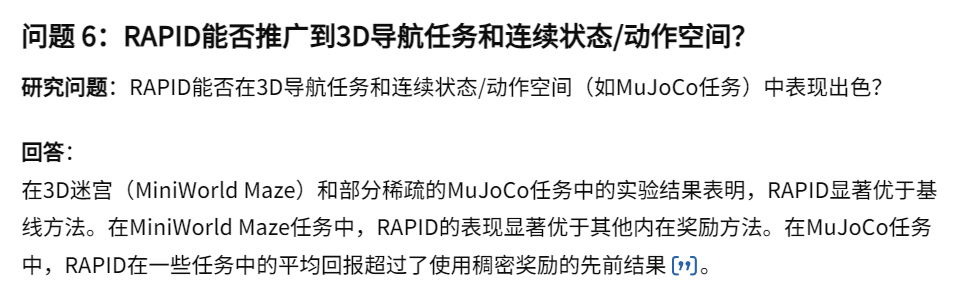 问题 6：RAPID能否推广到3D导航任务和连续状态/动作空间？
研究问题：RAPID能否在3D导航任务和连续状态/动作空间（如MuJoCo任务）中表现出色？
回答：
在3D迷宫（MiniWorld Maze）和部分稀疏的MuJoCo任务中的实验结果表明，RAPID显著优于基
线方法。在MiniWorld Maze任务中，RAPID的表现显著优于其他内在奖励方法。在MuJoCo任务
中，RAPID在一些任务中的平均回报超过了使用稠密奖励的先前结果 [”]。